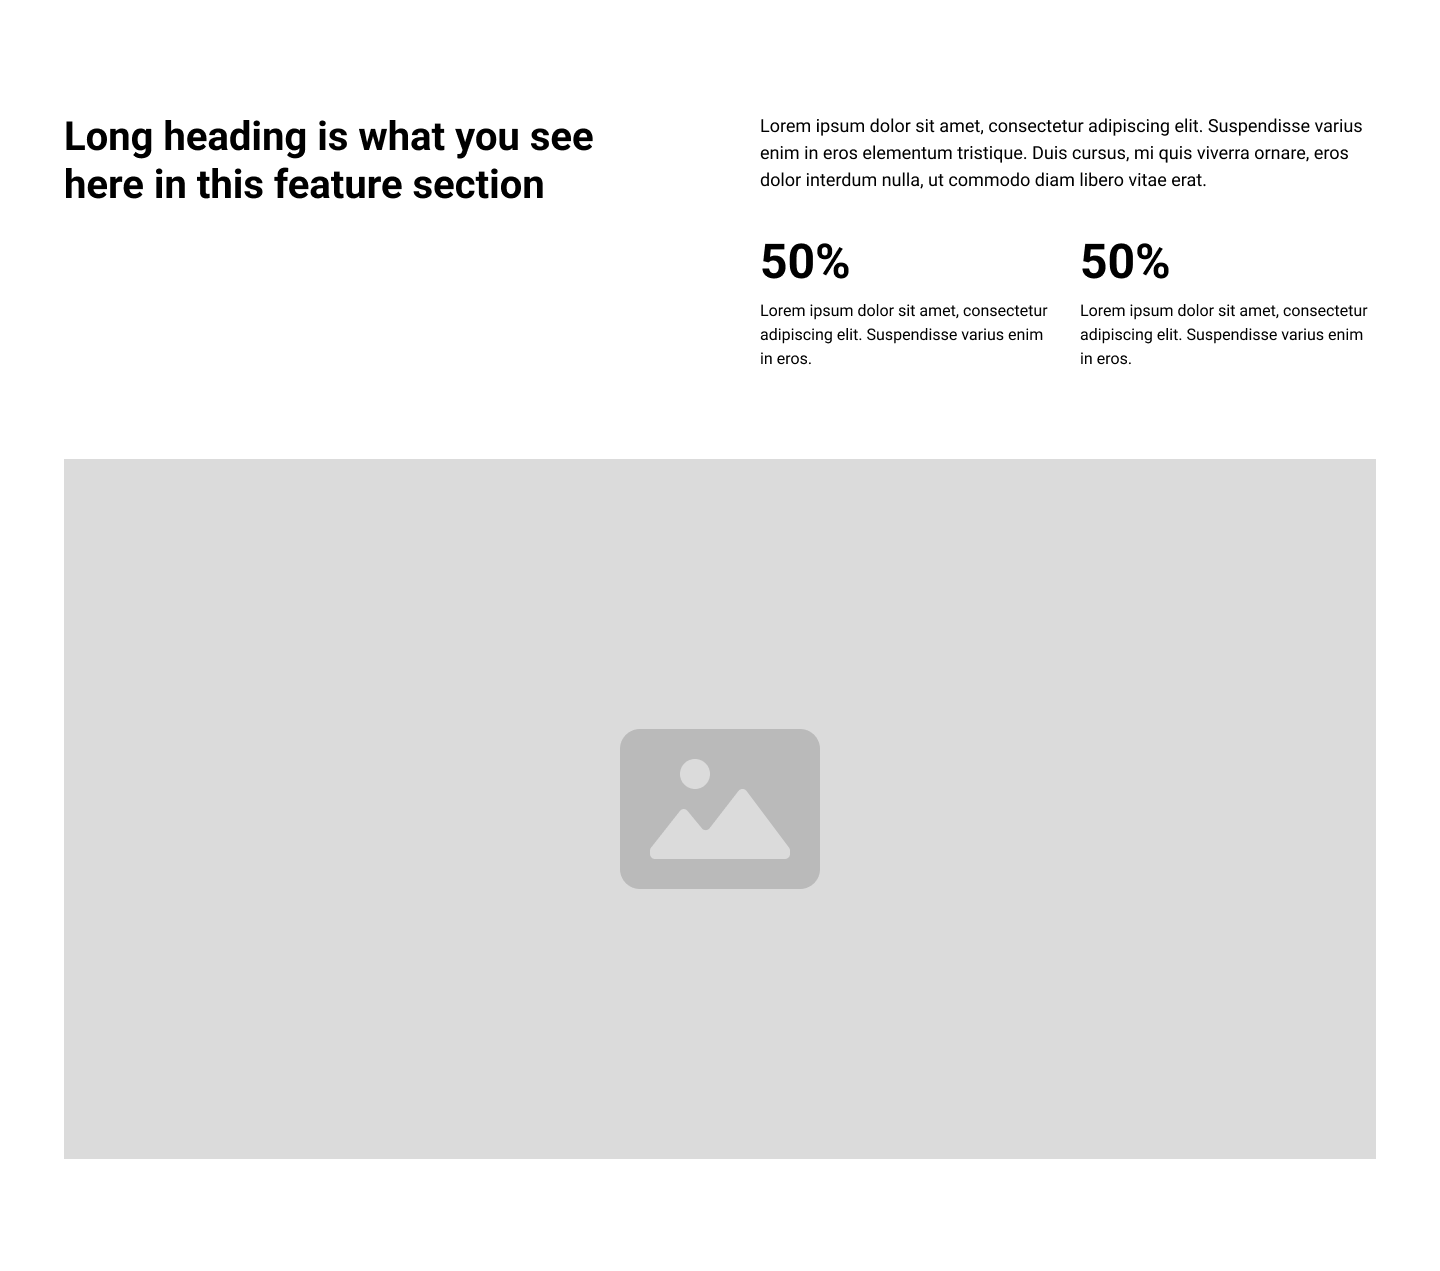 Long heading is what you see
here in this feature section
Lorem ipsum dolor sit amet, consectetur adipiscing elit. Suspendisse varius
enim in eros elementum tristique. Duis cursus, mi quis viverra ornare, eros
dolor interdum nulla, ut commodo diam libero vitae erat.
50%
Lorem ipsum dolor sit amet, consectetur
adipiscing elit. Suspendisse varius enim
in eros.
50%
Lorem ipsum dolor sit amet, consectetur
adipiscing elit. Suspendisse varius enim
in eros.